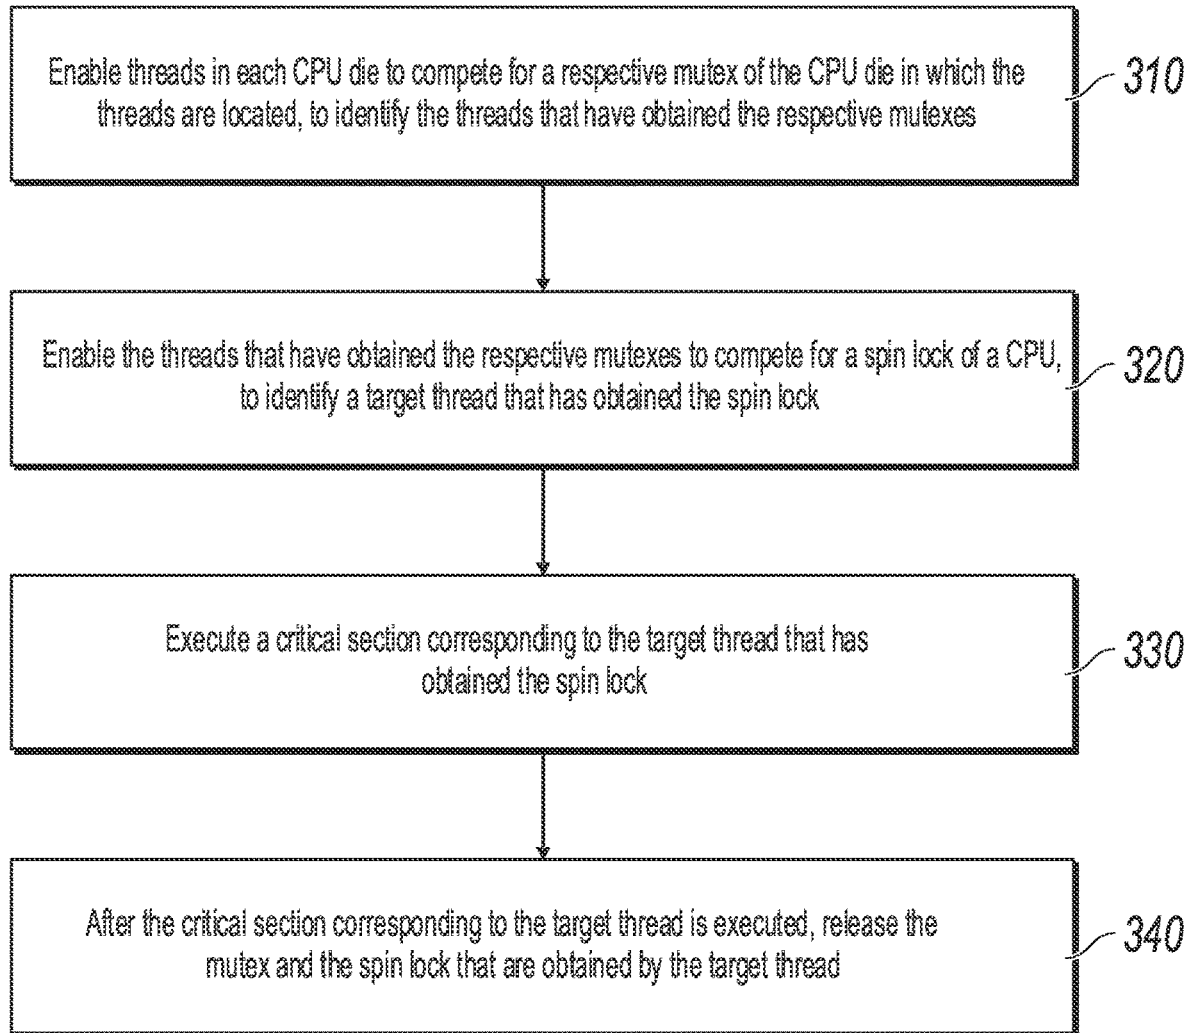 Enable threads in each CPU die to compete for a respective mutex of the CPU die in which the
threads are located, to identify the threads that have obtained the respective mutexes
310
Enable the threads that have obtained the respective mutexes to compete for a spin lock of a CPU,
to identify a target thread that has obtained the spin lock
320
Execute a critical section corresponding to the target thread that has
obtained the spin lock
330
After the critical section corresponding to the target thread is executed, release the
mutex and the spin lock that are obtained by the target thread
340